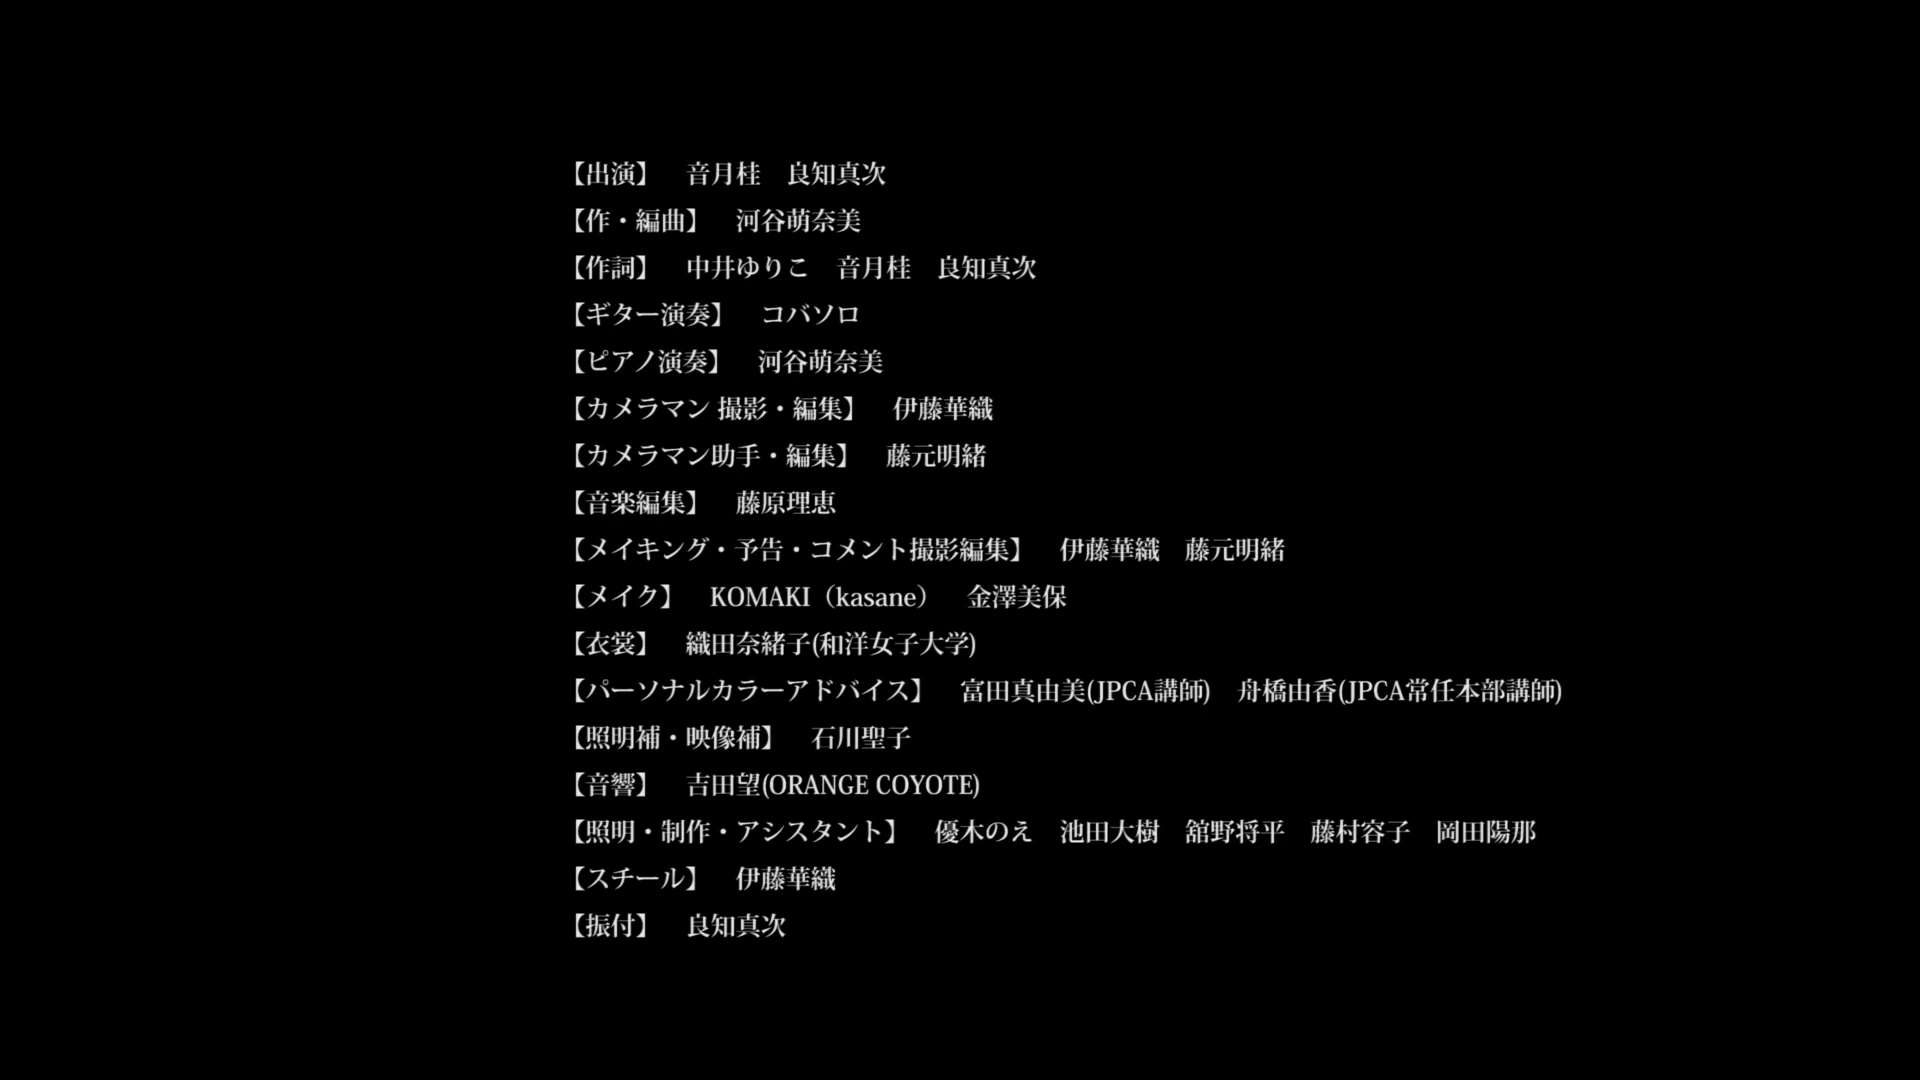 【出演】　音月桂　良知真次
【作・編曲】　河谷萌奈美
【作詞】　中井ゆりこ　音月桂　良知真次
【ギター演奏】　コバソロ
【ピアノ演奏】　河谷萌奈美
【カメラマン 撮影・編集】　伊藤華織
【カメラマン助手・編集】　藤元明緒
【音楽編集】　藤原理恵
【メイキング・予告・コメント撮影編集】　伊藤華織　藤元明緒
【メイク】　KOMAKI（kasane）　金澤美保
【衣裳】　織田奈緒子(和洋女子大学)
【パーソナルカラーアドバイス】　富田真由美(JPCA講師)　舟橋由香(JPCA常任本部講師)
【照明補・映像補】　石川聖子
【音響】　吉田望(ORANGE COYOTE)
【照明・制作・アシスタント】　優木のえ　池田大樹　舘野将平　藤村容子　岡田陽那
【スチール】　伊藤華織
【振付】　良知真次